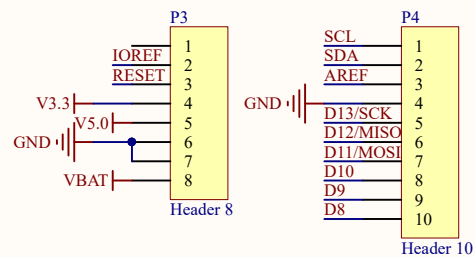 P3
1
IOREF 2
RESET 3
V3.3 4
V5.0 5
GND 6
7
VBAT 8
Header 8
P4
SCL 1
SDA 2
AREF 3
GND 4
D13/SCK 5
D12/MISO 6
D11/MOSI 7
D10 8
D9 9
D8 10
Header 10